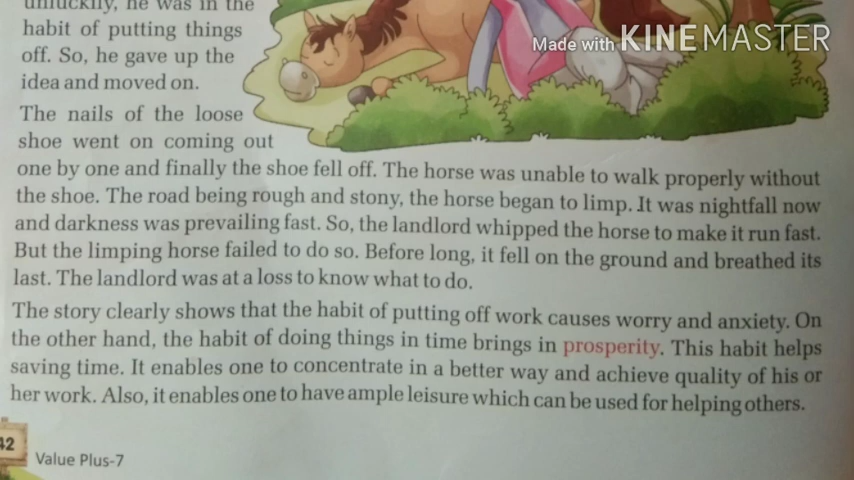 unluckily, he was in the
habit of putting things
off. So, he gave up the
idea and moved on.
The nails of the loose
shoe went on coming out
one by one and finally the shoe fell off. The horse was unable to walk properly without
the shoe. The road being rough and stony, the horse began to limp. It was nightfall now
and darkness was prevailing fast. So, the landlord whipped the horse to make it run fast.
But the limping horse failed to do so. Before long, it fell on the ground and breathed its
last. The landlord was at a loss to know what to do.
The story clearly shows that the habit of putting off work causes worry and anxiety. On
the other hand, the habit of doing things in time brings in prosperity. This habit helps
saving time. It enables one to concentrate in a better way and achieve quality of his or
her work. Also, it enables one to have ample leisure which can be used for helping others.
42
Value Plus-7
Made with KINEMASTER